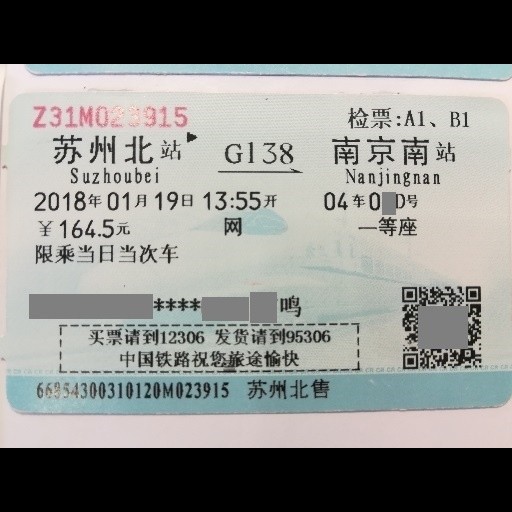 Z31M023915 检票:A1、B1
苏州北站 G138 南京南站
Suzhoubei Nanjingnan
2018年01月19日13:55开 04车0 D号
￥164.5元 网 一等座
限乘当日当次车
**** 鸣
买票请到12306 发货请到95306
中国铁路祝您旅途愉快
66854300310120M023915 苏州北售